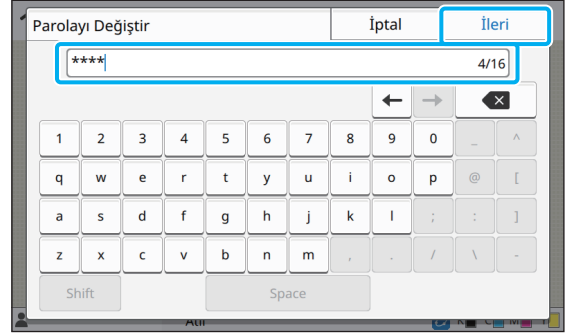 Parolayı Değiştir İptal İleri
**** 4/16
← →
1 2 3 4 5 6 7 8 9 0 _ ^
q w e r t y u i o p @ [
a s d f g h j k l ; : ]
z x c v b n m , . / \ -
Shift Space